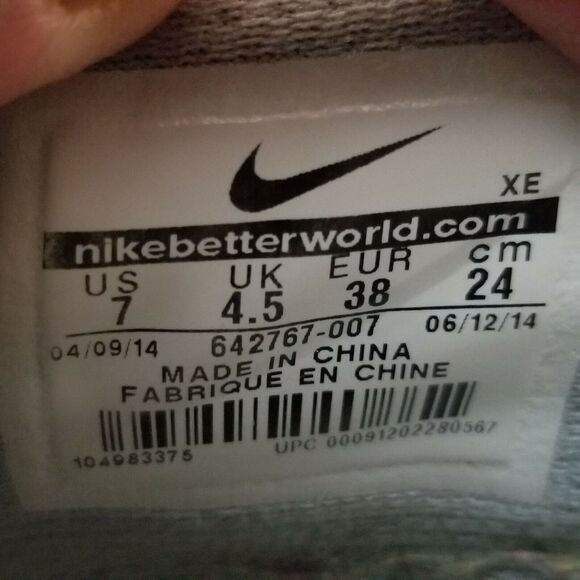 XE
nikebetterworld.com
US UK EUR cm
7 4.5 38 24
04/09/14 642767-007 06/12/14
MADE IN CHINA
FABRIQUE EN CHINE
104983375 UPC 00091202280567